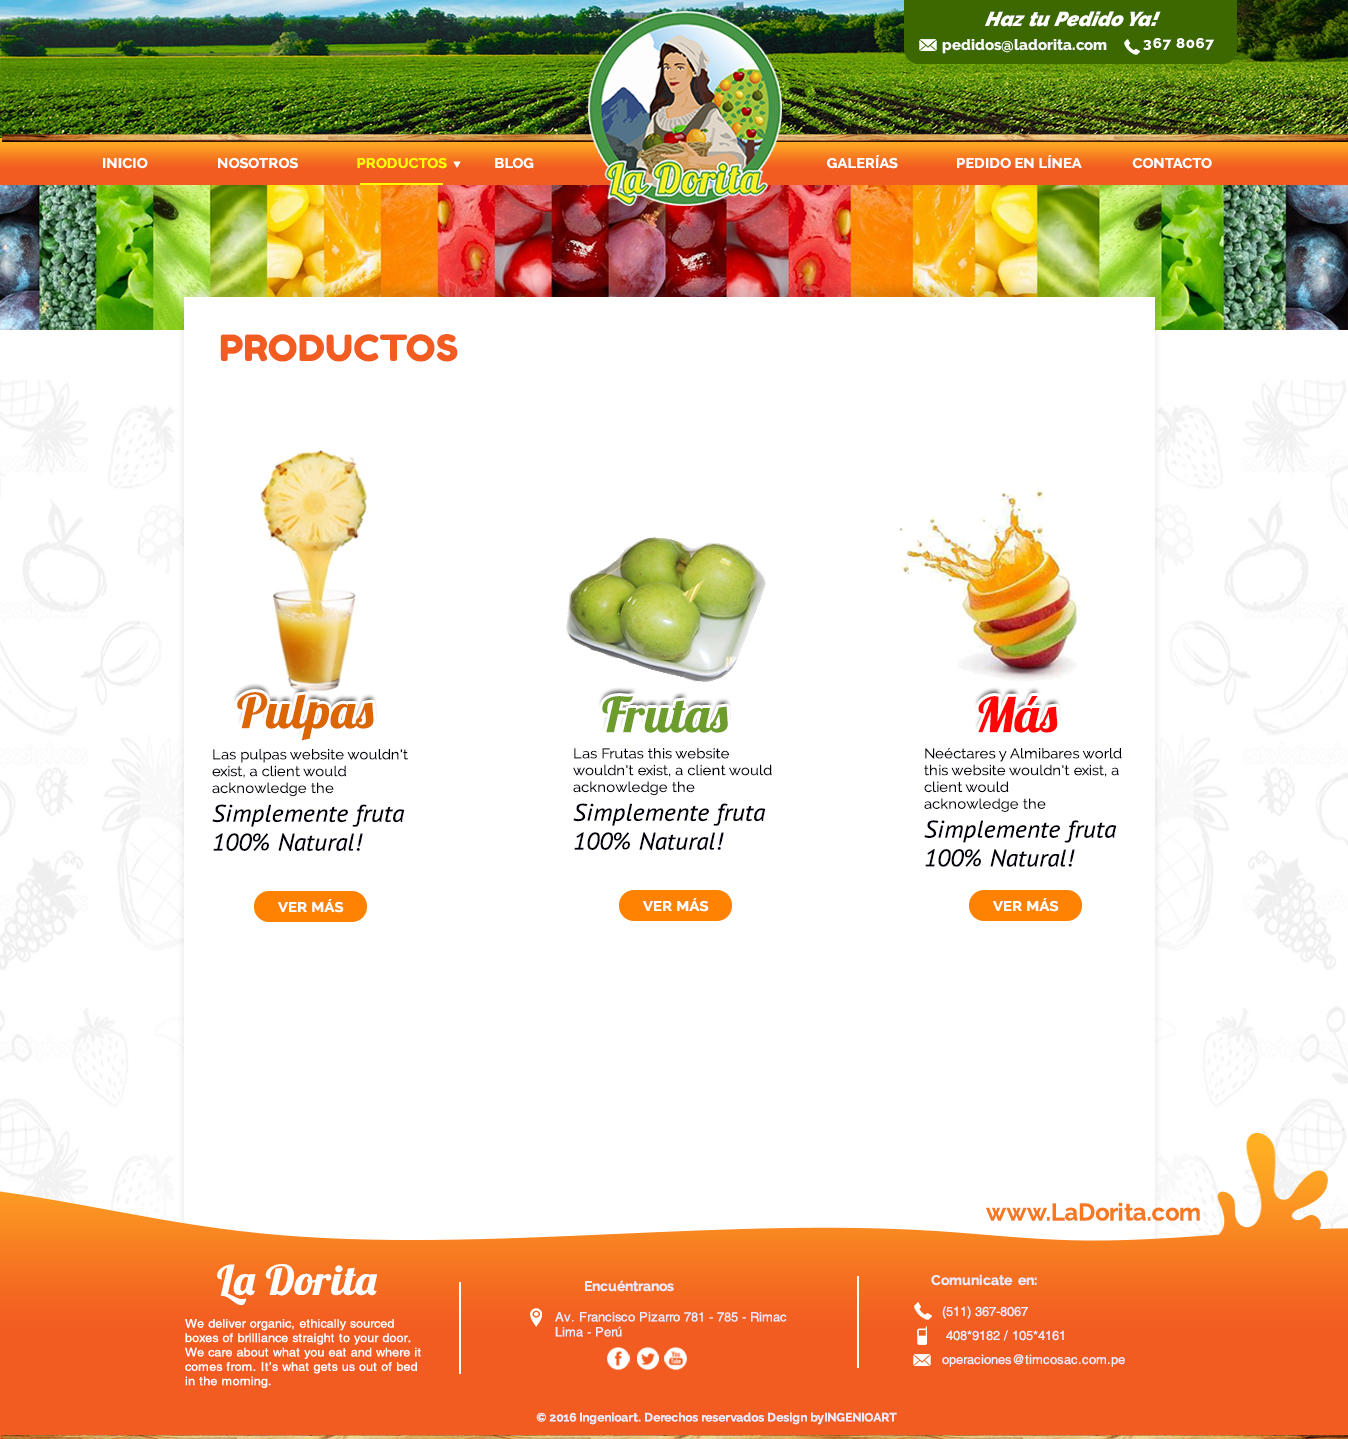 Haz tu Pedido Ya!
pedidos@ladorita.com 367 8067
INICIO NOSOTROS PRODUCTOS BLOG GALERÍAS PEDIDO EN LÍNEA CONTACTO
La Dorita
PRODUCTOS
Pulpas
Las pulpas website wouldn't
exist, a client would
acknowledge the
Simplemente fruta
100% Natural!
VER MÁS
Frutas
Las Frutas this website
wouldn't exist, a client would
acknowledge the
Simplemente fruta
100% Natural!
VER MÁS
Más
Neéctares y Almibares world
this website wouldn't exist, a
client would
acknowledge the
Simplemente fruta
100% Natural!
VER MÁS
www.LaDorita.com
La Dorita
We deliver organic, ethically sourced
boxes of brilliance straight to your door.
We care about what you eat and where it
comes from. It's what gets us out of bed
in the morning.
Encuéntranos
Av. Francisco Pizarro 781 - 785 - Rimac
Lima - Perú
You
Tube
Comunicate en:
(511) 367-8067
408*9182 / 105*4161
operaciones@timcosac.com.pe
© 2016 Ingenioart. Derechos reservados Design byINGENIOART